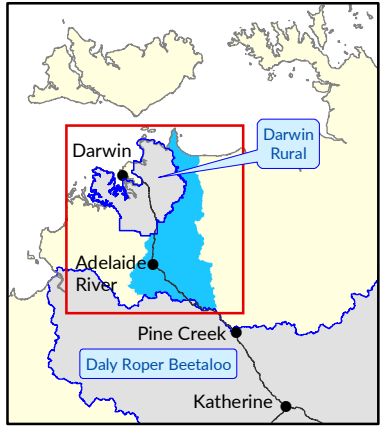 Darwin
Rural
Darwin
Adelaide
River
Pine Creek
Daly Roper Beetaloo
Katherine